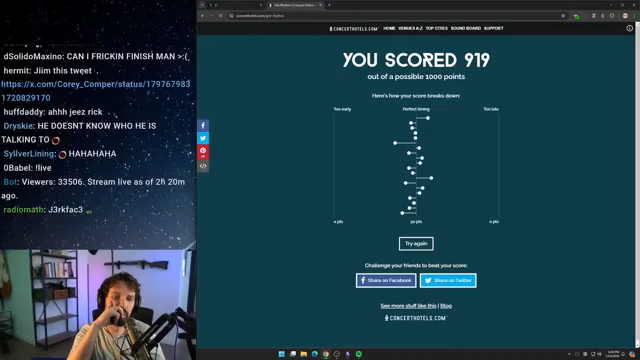 dSolidoMaxino: CAN I FRICKIN FINISH MAN >:(
hermit: Jiim this tweet
https://x.com/Corey_Comper/status/179767983
1720829170
huffdaddy: ahhh jeez rick
Dryskie: HE DOESNT KNOW WHO HE IS
TALKING TO
SyllverLining: HAHAHAHA
0Babel: !live
Bot: Viewers: 33506. Stream live as of 2h 20m
ago.
radiomath: J3rkfac3
concerthotels.com/got-rhythm
CONCERTHOTELS.COM
HOME VENUES A-Z TOP CITIES SOUND BOARD SUPPORT
YOU SCORED 919
out of a possible 1000 points
Here's how your score breaks down:
Too early Perfect timing Too late
0 pts 50 pts 0 pts
Try again
Challenge your friends to beat your score:
Share on Facebook Share on Twitter
See more stuff like this | Blog
CONCERTHOTELS.COM